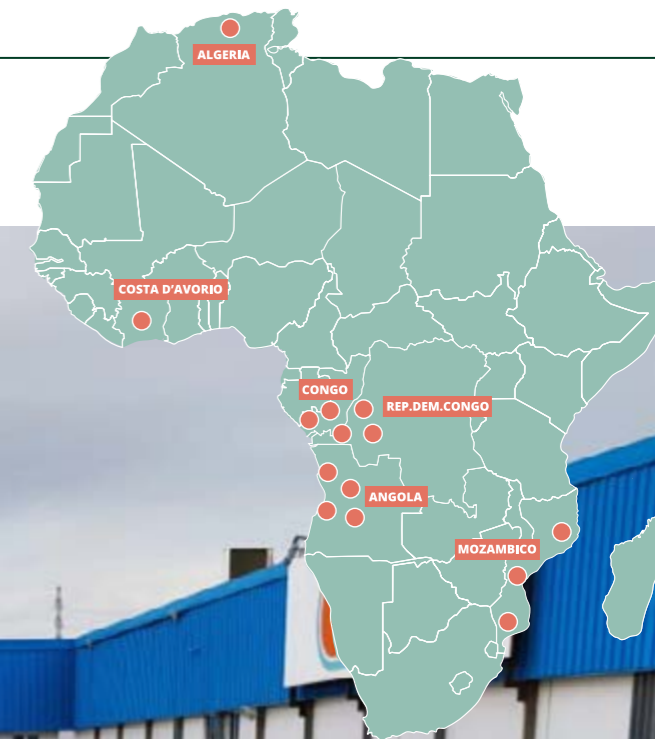 ALGERIA
COSTA D’AVORIO
CONGO
REP.DEM.CONGO
ANGOLA
MOZAMBICO